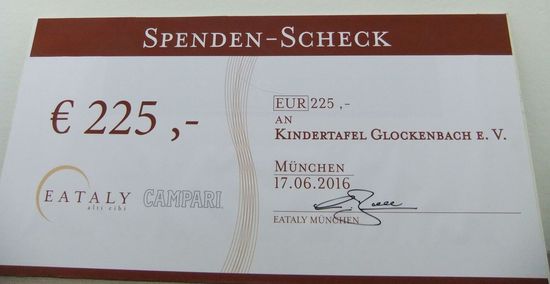 SPENDEN-SCHECK
€ 225,-
EATALY
alti cibi
CAMPARI
EUR 225,-
AN
KINDERTAFEL GLOCKENBACH E. V.
MÜNCHEN
17.06.2016
EATALY MÜNCHEN